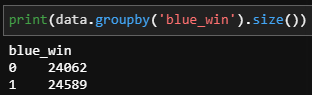 print(data.groupby('blue_win').size())
blue_win
0    24062
1    24589